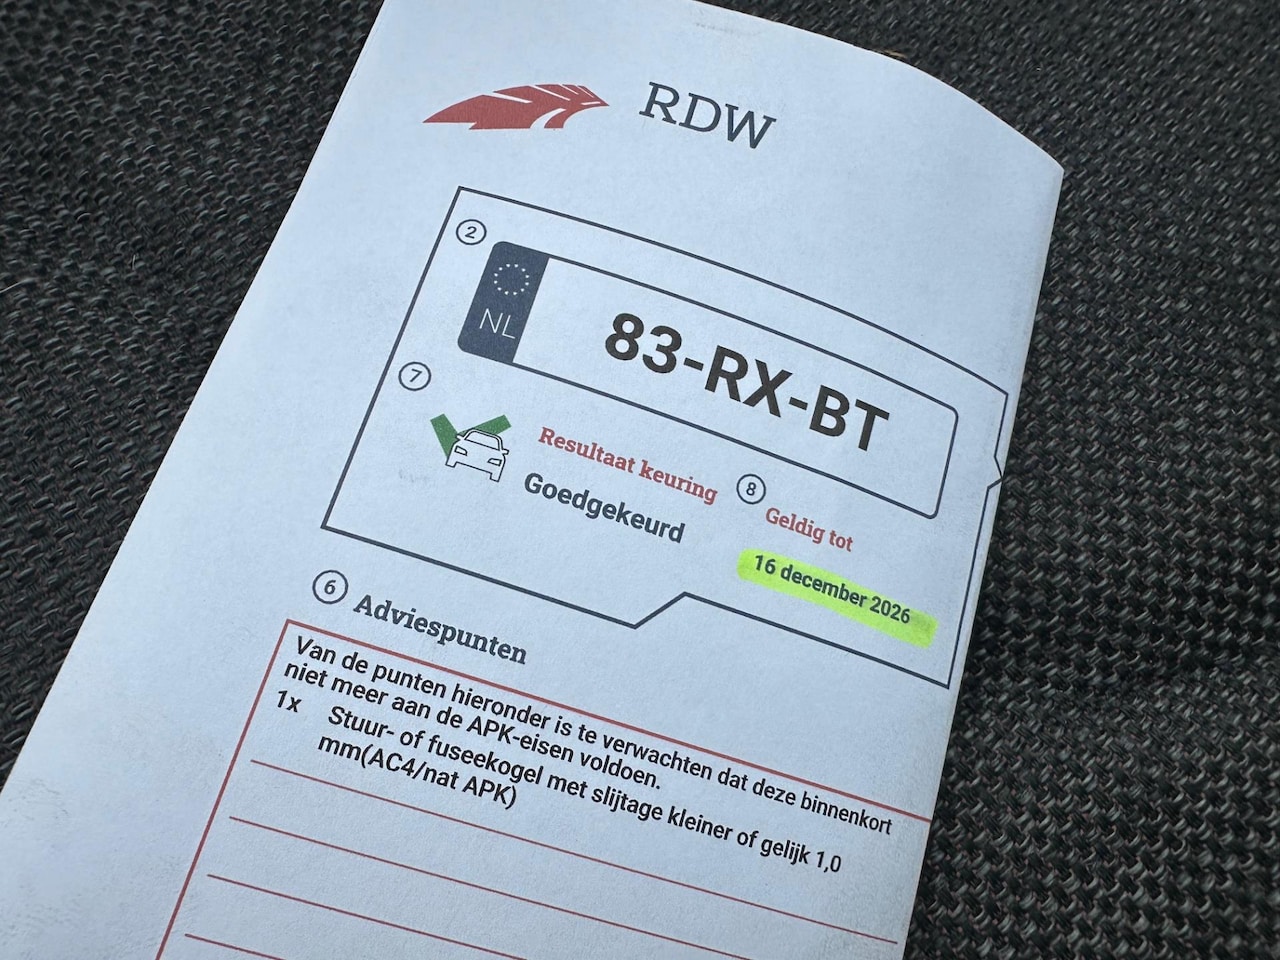 RDW
2
NL
83-RX-BT
7
Resultaat keuring
Goedgekeurd
8
Geldig tot
16 december 2026
6 Adviespunten
Van de punten hieronder is te verwachten dat deze binnenkort
niet meer aan de APK-eisen voldoen.
1x Stuur- of fuseekogel met slijtage kleiner of gelijk 1,0
mm(AC4/nat APK)